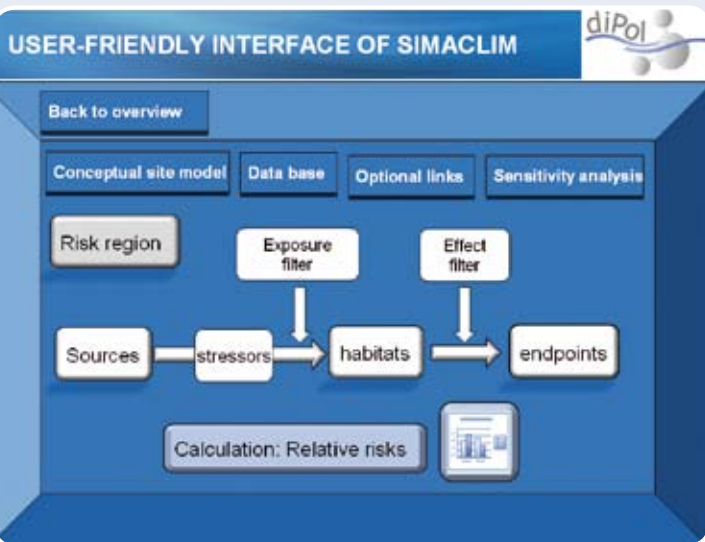 USER-FRIENDLY INTERFACE OF SIMACLIM
diPol
Back to overview
Conceptual site model
Data base
Optional links
Sensitivity analysis
Risk region
Exposure
filter
Effect
filter
Sources
stressors
habitats
endpoints
Calculation: Relative risks